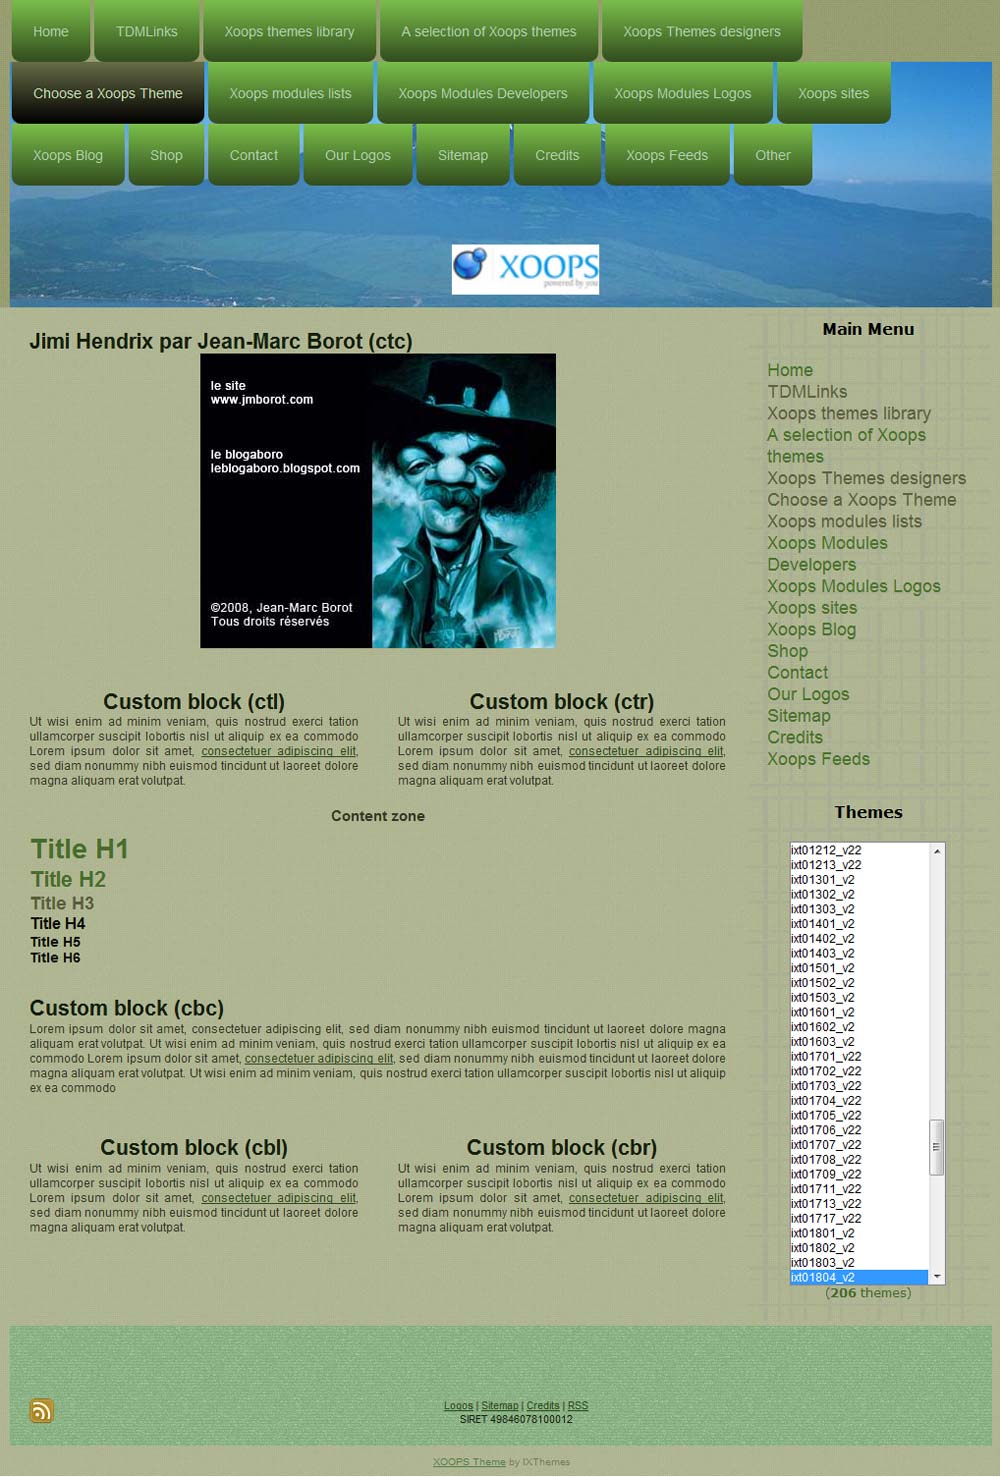 Home TDMLinks Xoops themes library A selection of Xoops themes Xoops Themes designers
Choose a Xoops Theme Xoops modules lists Xoops Modules Developers Xoops Modules Logos Xoops sites
Xoops Blog Shop Contact Our Logos Sitemap Credits Xoops Feeds Other
XOOPS
powered by you
Jimi Hendrix par Jean-Marc Borot (ctc)
le site
www.jmborot.com
le blogaboro
leblogaboro.blogspot.com
©2008, Jean-Marc Borot
Tous droits réservés
Custom block (ctl)
Ut wisi enim ad minim veniam, quis nostrud exerci tation
ullamcorper suscipit lobortis nisl ut aliquip ex ea commodo
Lorem ipsum dolor sit amet, consectetuer adipiscing elit,
sed diam nonummy nibh euismod tincidunt ut laoreet dolore
magna aliquam erat volutpat.
Custom block (ctr)
Ut wisi enim ad minim veniam, quis nostrud exerci tation
ullamcorper suscipit lobortis nisl ut aliquip ex ea commodo
Lorem ipsum dolor sit amet, consectetuer adipiscing elit,
sed diam nonummy nibh euismod tincidunt ut laoreet dolore
magna aliquam erat volutpat.
Content zone
Title H1
Title H2
Title H3
Title H4
Title H5
Title H6
Custom block (cbc)
Lorem ipsum dolor sit amet, consectetuer adipiscing elit, sed diam nonummy nibh euismod tincidunt ut laoreet dolore magna
aliquam erat volutpat. Ut wisi enim ad minim veniam, quis nostrud exerci tation ullamcorper suscipit lobortis nisl ut aliquip ex ea
commodo Lorem ipsum dolor sit amet, consectetuer adipiscing elit, sed diam nonummy nibh euismod tincidunt ut laoreet dolore
magna aliquam erat volutpat. Ut wisi enim ad minim veniam, quis nostrud exerci tation ullamcorper suscipit lobortis nisl ut aliquip
ex ea commodo
Custom block (cbl)
Ut wisi enim ad minim veniam, quis nostrud exerci tation
ullamcorper suscipit lobortis nisl ut aliquip ex ea commodo
Lorem ipsum dolor sit amet, consectetuer adipiscing elit,
sed diam nonummy nibh euismod tincidunt ut laoreet dolore
magna aliquam erat volutpat.
Custom block (cbr)
Ut wisi enim ad minim veniam, quis nostrud exerci tation
ullamcorper suscipit lobortis nisl ut aliquip ex ea commodo
Lorem ipsum dolor sit amet, consectetuer adipiscing elit,
sed diam nonummy nibh euismod tincidunt ut laoreet dolore
magna aliquam erat volutpat.
Main Menu
Home
TDMLinks
Xoops themes library
A selection of Xoops
themes
Xoops Themes designers
Choose a Xoops Theme
Xoops modules lists
Xoops Modules
Developers
Xoops Modules Logos
Xoops sites
Xoops Blog
Shop
Contact
Our Logos
Sitemap
Credits
Xoops Feeds
Themes
ixt01212_v22
ixt01213_v22
ixt01301_v2
ixt01302_v2
ixt01303_v2
ixt01401_v2
ixt01402_v2
ixt01403_v2
ixt01501_v2
ixt01502_v2
ixt01503_v2
ixt01601_v2
ixt01602_v2
ixt01603_v2
ixt01701_v22
ixt01702_v22
ixt01703_v22
ixt01704_v22
ixt01705_v22
ixt01706_v22
ixt01707_v22
ixt01708_v22
ixt01709_v22
ixt01711_v22
ixt01713_v22
ixt01717_v22
ixt01801_v2
ixt01802_v2
ixt01803_v2
ixt01804_v2
(206 themes)
Logos | Sitemap | Credits | RSS
SIRET 49846078100012
XOOPS Theme by IXThemes